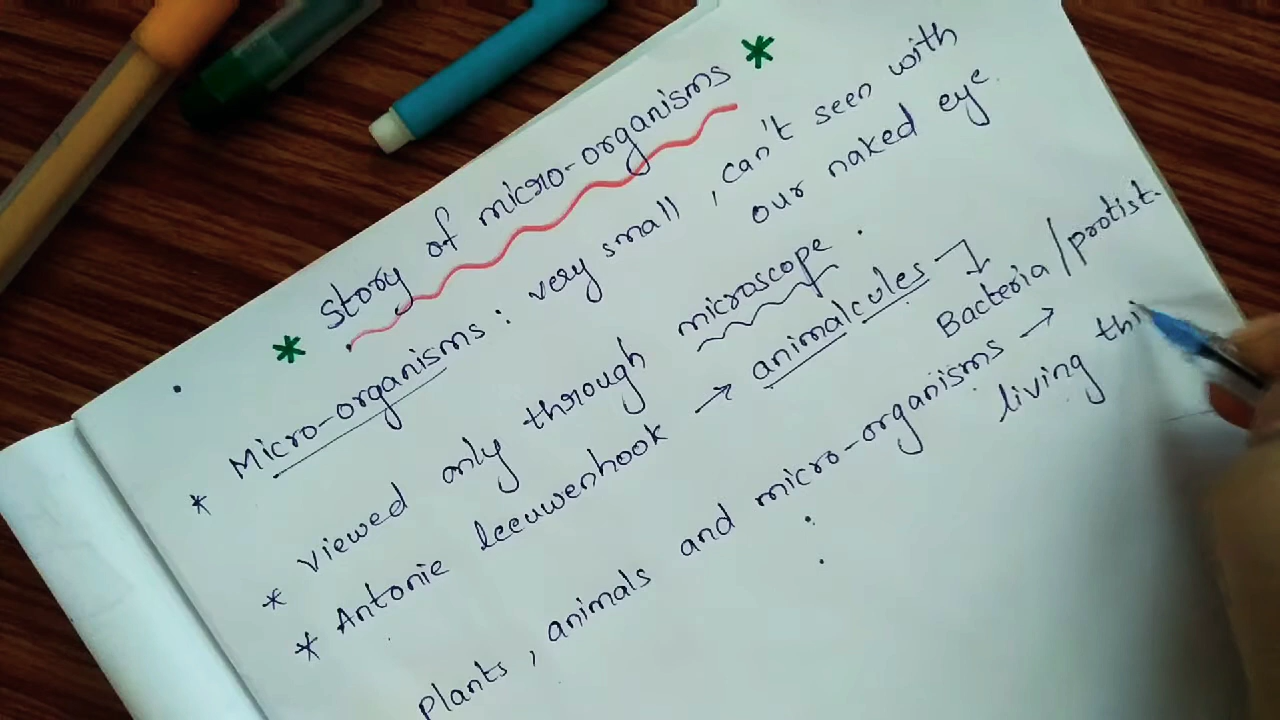 * Story of micro-organisms *
* Micro-organisms : very small , can't seen with
our naked eye
* Viewed only through microscope .
* Antonie leeuwenhook → animalcules
Bacteria / protist.
Plants , animals and micro-organisms →
living thi